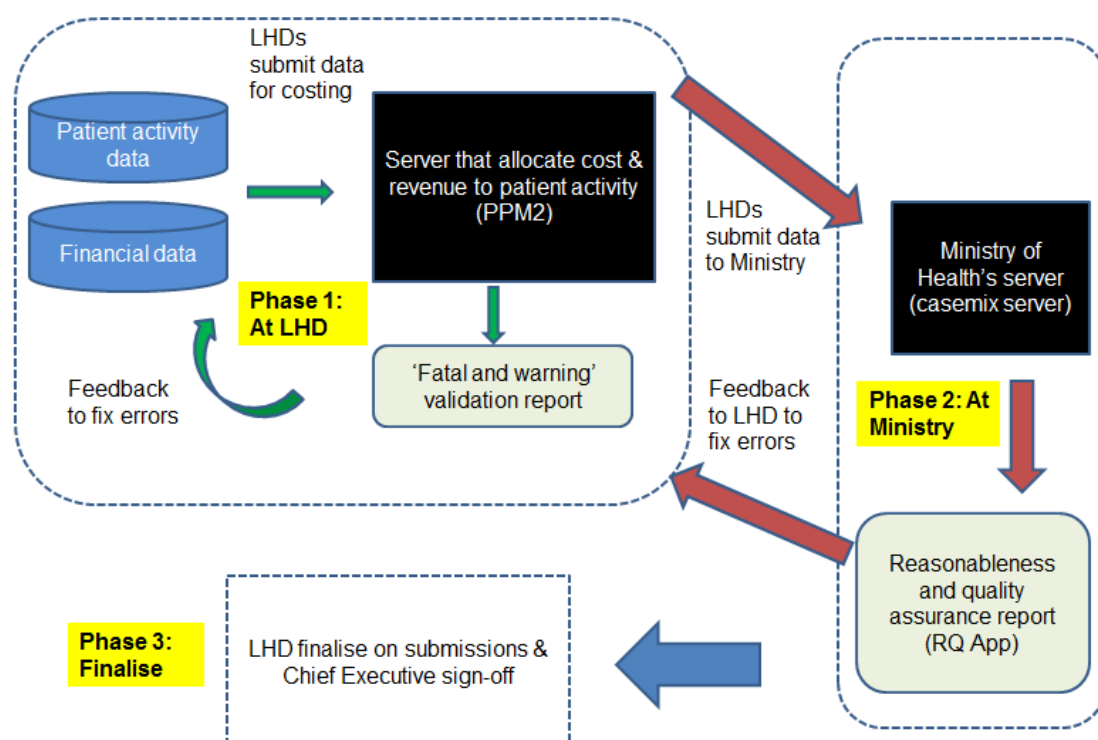 LHDs
submit data
for costing
Patient activity
data
Financial data
Server that allocate cost &
revenue to patient activity
(PPM2)
Phase 1:
At LHD
'Fatal and warning'
validation report
Feedback
to fix errors
LHDs
submit data
to Ministry
Ministry of
Health's server
(casemix server)
Feedback
to LHD to
fix errors
Phase 2: At
Ministry
Reasonableness
and quality
assurance report
(RQ App)
Phase 3:
Finalise
LHD finalise on submissions &
Chief Executive sign-off